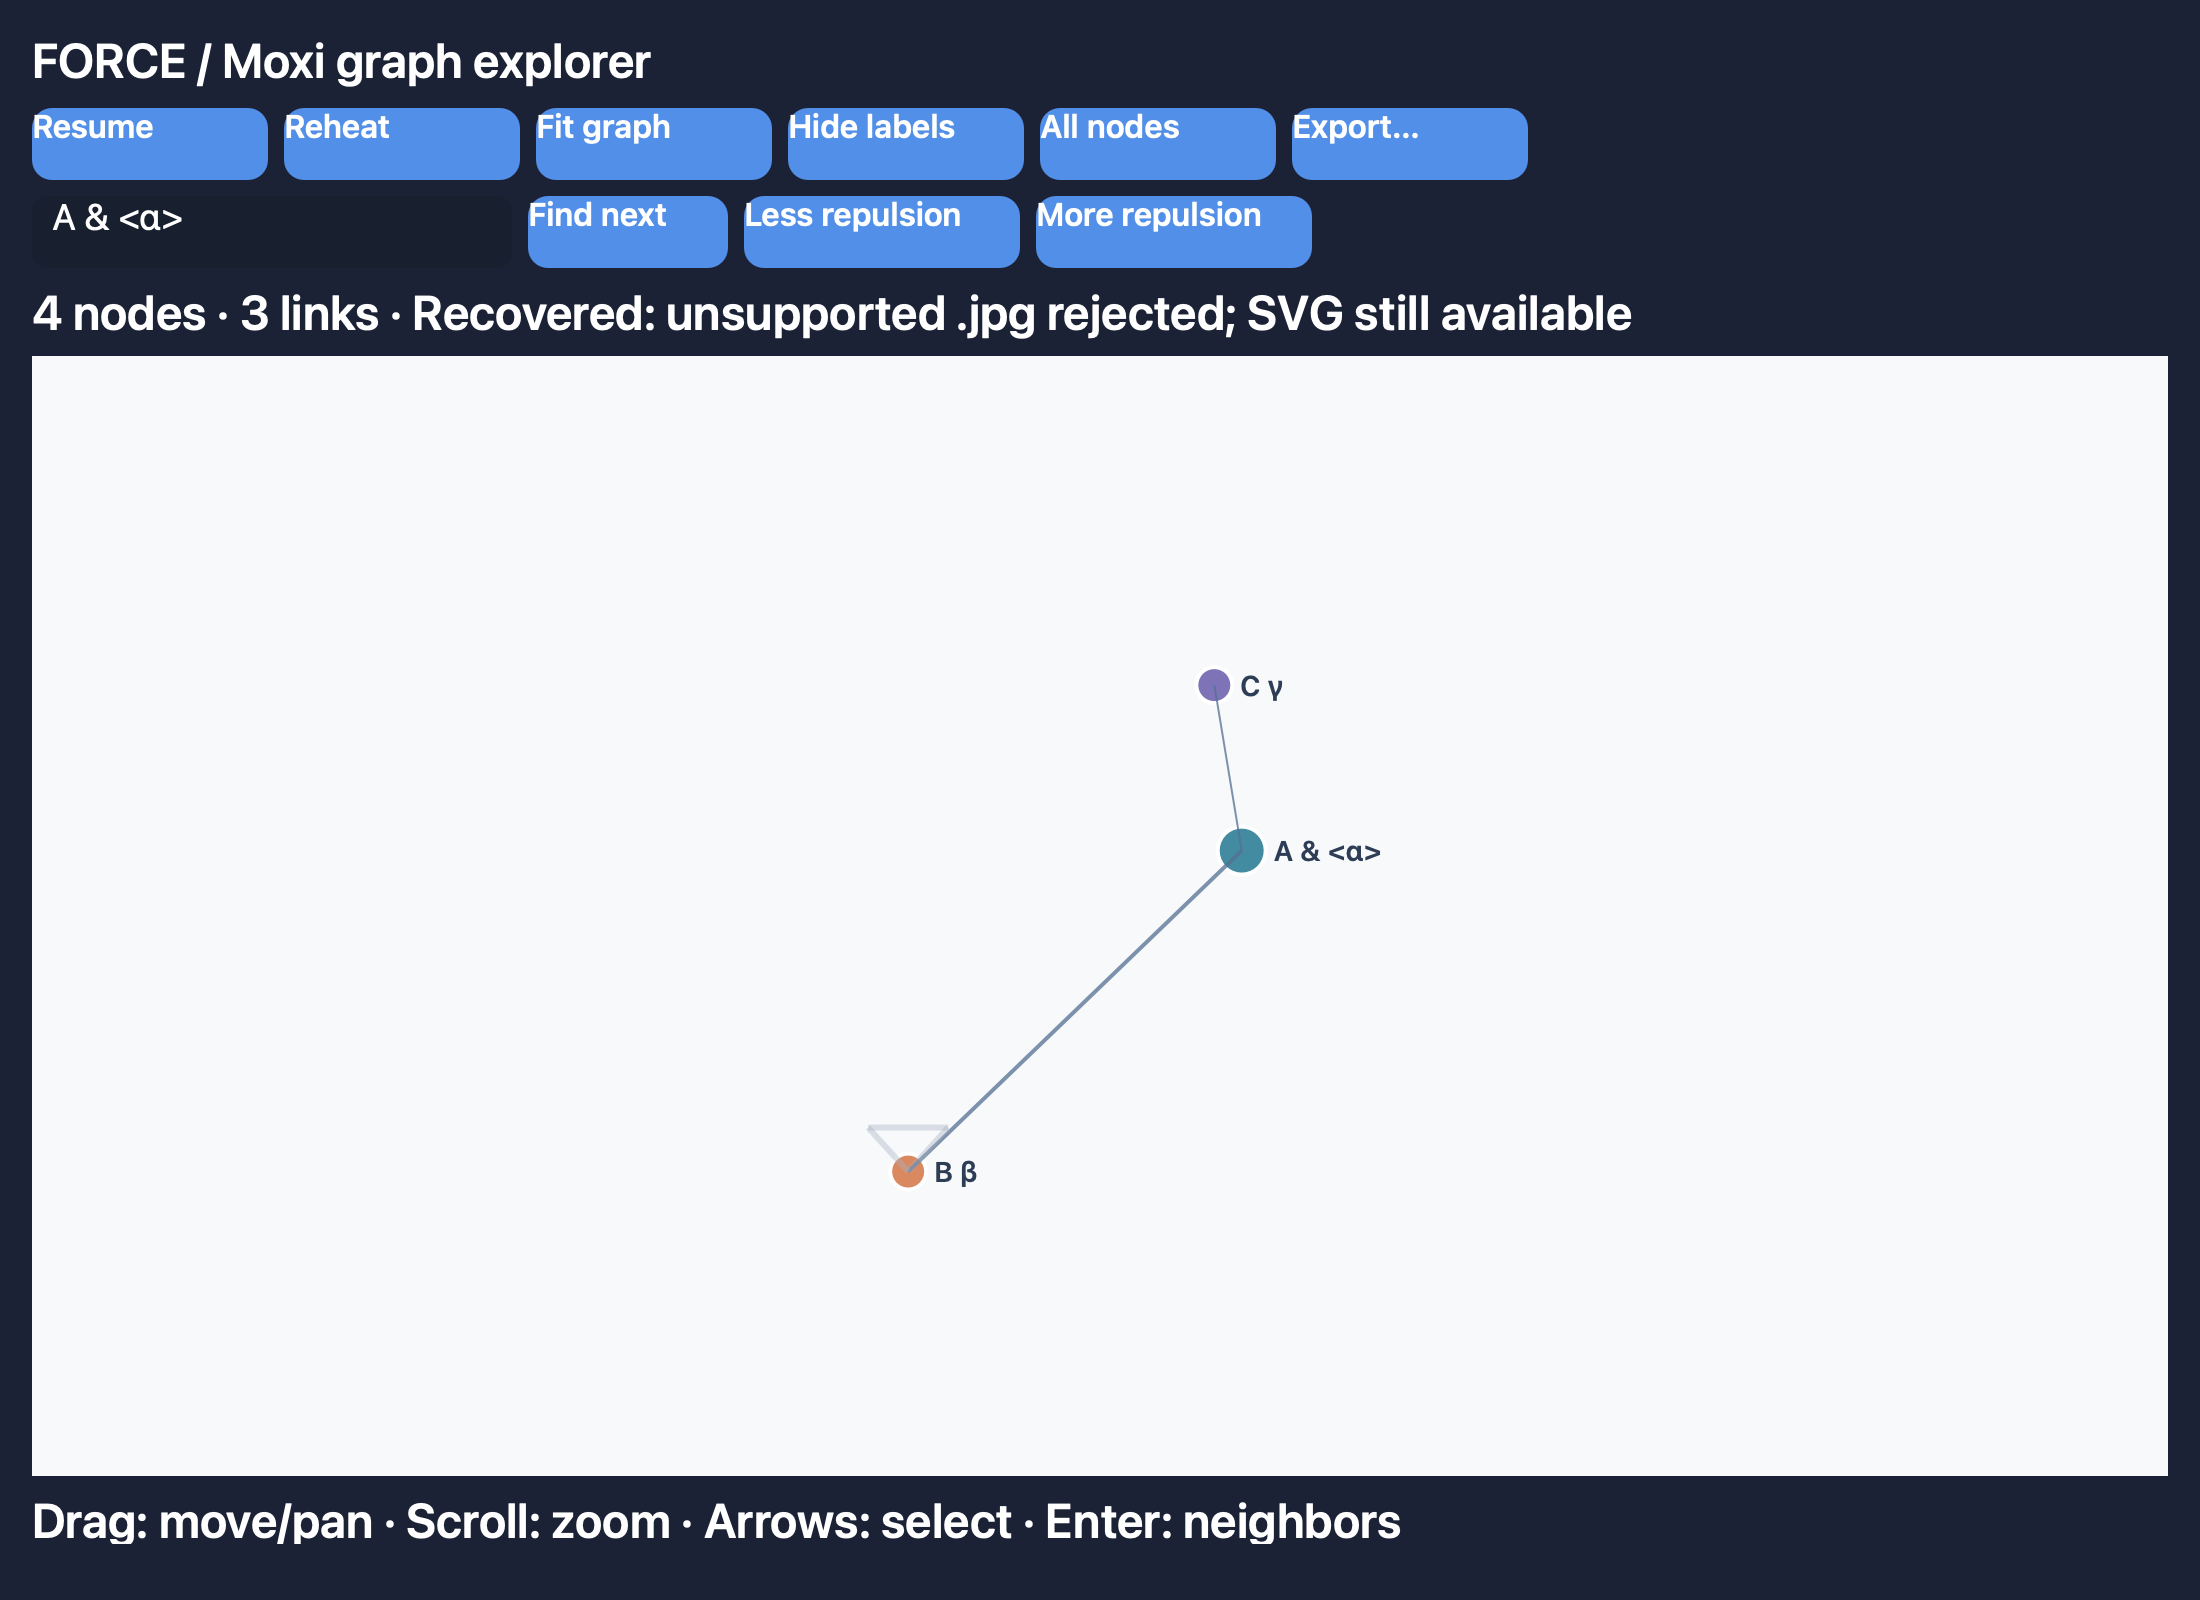 FORCE / Moxi graph explorer
Resume Reheat Fit graph Hide labels All nodes Export...
A & <α> Find next Less repulsion More repulsion
4 nodes · 3 links · Recovered: unsupported .jpg rejected; SVG still available
C γ
A & <α>
B β
Drag: move/pan · Scroll: zoom · Arrows: select · Enter: neighbors